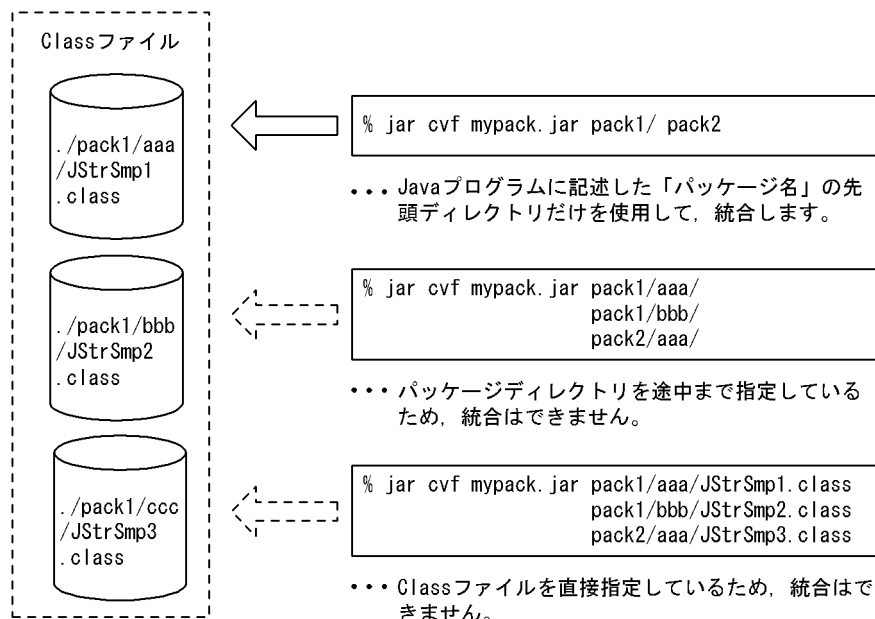 Classファイル
./pack1/aaa
/JStrSmp1
.class
% jar cvf mypack.jar pack1/ pack2
・・・ Javaプログラムに記述した「パッケージ名」の先
頭ディレクトリだけを使用して，統合します。
./pack1/bbb
/JStrSmp2
.class
% jar cvf mypack.jar pack1/aaa/
pack1/bbb/
pack2/aaa/
・・・ パッケージディレクトリを途中まで指定している
ため，統合はできません。
./pack1/ccc
/JStrSmp3
.class
% jar cvf mypack.jar pack1/aaa/JStrSmp1.class
pack1/bbb/JStrSmp2.class
pack2/aaa/JStrSmp3.class
・・・ Classファイルを直接指定しているため，統合はで
きません。